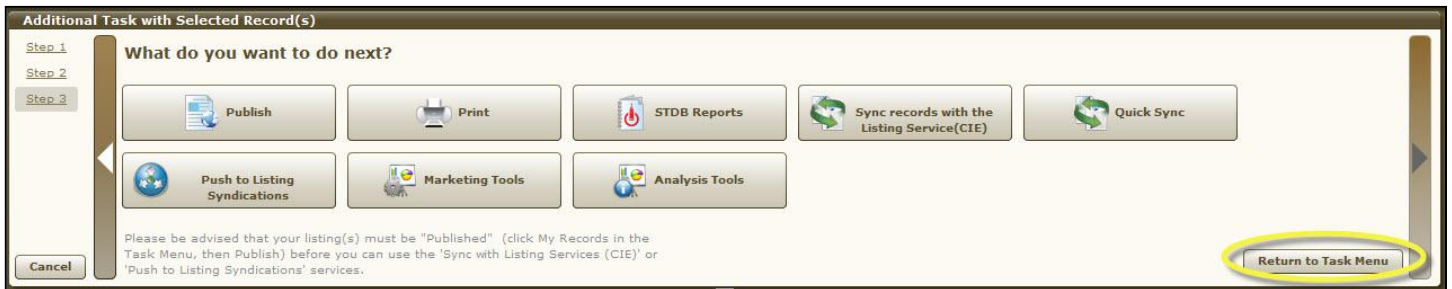 Additional Task with Selected Record(s)
Step 1
Step 2
Step 3
What do you want to do next?
Publish
Print
STDB Reports
Sync records with the
Listing Service(CIE)
Quick Sync
Push to Listing
Syndications
Marketing Tools
Analysis Tools
Please be advised that your listing(s) must be "Published" (click My Records in the
Task Menu, then Publish) before you can use the 'Sync with Listing Services (CIE)' or
'Push to Listing Syndications' services.
Cancel
Return to Task Menu